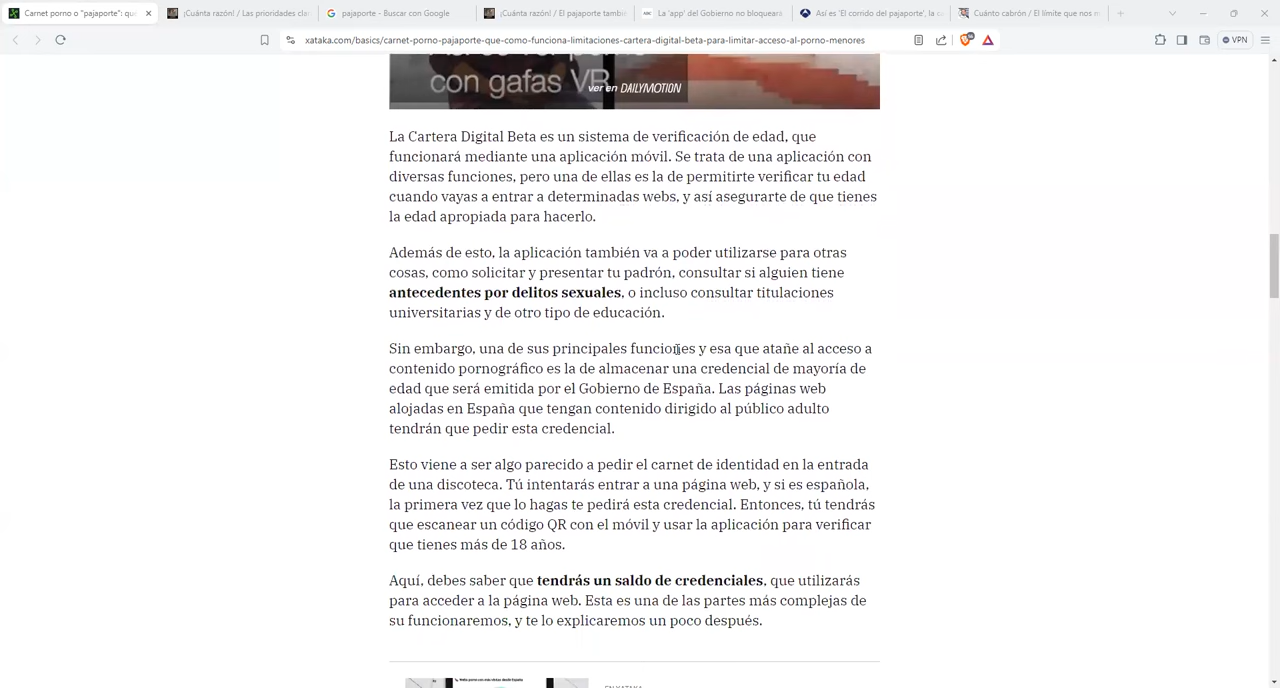 Carnet porno o "pajaporte": qu
¡Cuánta razón! / Las prioridades cla
pajaporte - Buscar con Google
¡Cuánta razón! / El pajaporte tambi
La 'app' del Gobierno no bloqueará
Así es 'El corrido del pajaporte', la c
Cuánto cabrón / El límite que nos m
xataka.com/basics/carnet-porno-pajaporte-que-como-funciona-limitaciones-cartera-digital-beta-para-limitar-acceso-al-porno-menores
VPN
con gafas VR
ver en DAILYMOTION
La Cartera Digital Beta es un sistema de verificación de edad, que
funcionará mediante una aplicación móvil. Se trata de una aplicación con
diversas funciones, pero una de ellas es la de permitirte verificar tu edad
cuando vayas a entrar a determinadas webs, y así asegurarte de que tienes
la edad apropiada para hacerlo.
Además de esto, la aplicación también va a poder utilizarse para otras
cosas, como solicitar y presentar tu padrón, consultar si alguien tiene
antecedentes por delitos sexuales, o incluso consultar titulaciones
universitarias y de otro tipo de educación.
Sin embargo, una de sus principales funciones y esa que atañe al acceso a
contenido pornográfico es la de almacenar una credencial de mayoría de
edad que será emitida por el Gobierno de España. Las páginas web
alojadas en España que tengan contenido dirigido al público adulto
tendrán que pedir esta credencial.
Esto viene a ser algo parecido a pedir el carnet de identidad en la entrada
de una discoteca. Tú intentarás entrar a una página web, y si es española,
la primera vez que lo hagas te pedirá esta credencial. Entonces, tú tendrás
que escanear un código QR con el móvil y usar la aplicación para verificar
que tienes más de 18 años.
Aquí, debes saber que tendrás un saldo de credenciales, que utilizarás
para acceder a la página web. Esta es una de las partes más complejas de
su funcionaremos, y te lo explicaremos un poco después.
EN XATAKA